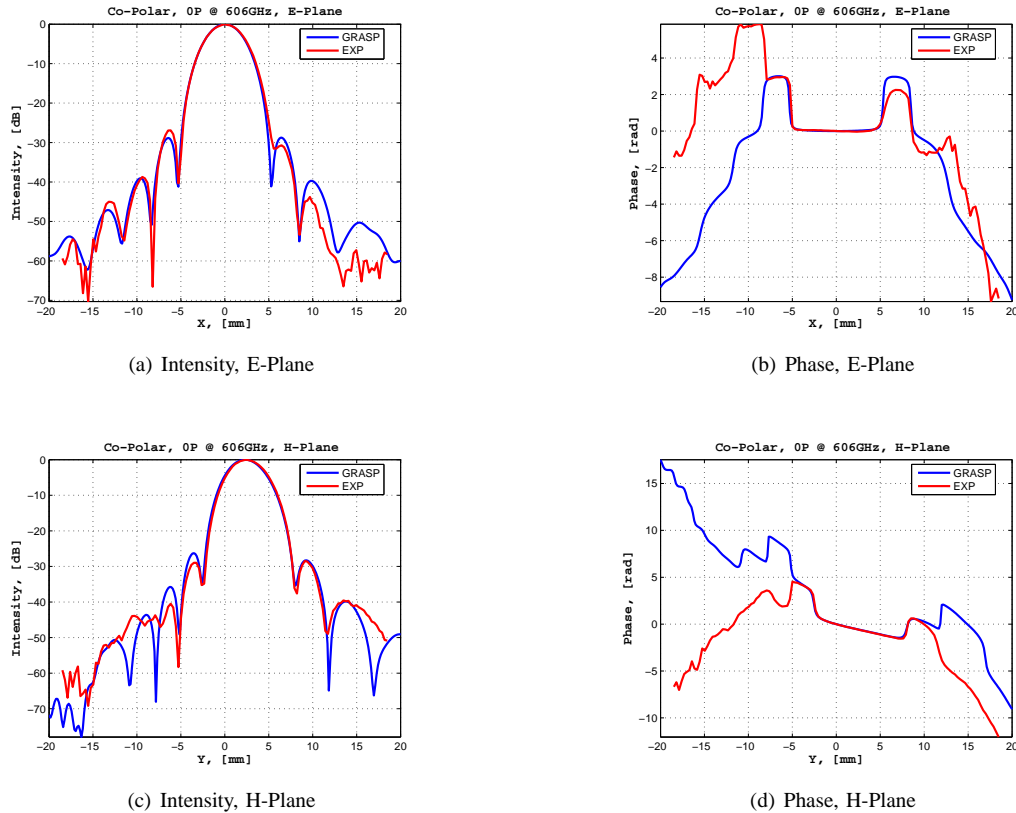 Co-Polar, 0P @ 606GHz, E-Plane
GRASP
EXP
Intensity, [dB]
0
−10
−20
−30
−40
−50
−60
−70
−20 −15 −10 −5 0 5 10 15 20
X, [mm]
(a) Intensity, E-Plane
Co-Polar, 0P @ 606GHz, E-Plane
GRASP
EXP
Phase, [rad]
4
2
0
−2
−4
−6
−8
−20 −15 −10 −5 0 5 10 15 20
X, [mm]
(b) Phase, E-Plane
Co-Polar, 0P @ 606GHz, H-Plane
GRASP
EXP
Intensity, [dB]
0
−10
−20
−30
−40
−50
−60
−70
−20 −15 −10 −5 0 5 10 15 20
Y, [mm]
(c) Intensity, H-Plane
Co-Polar, 0P @ 606GHz, H-Plane
GRASP
EXP
Phase, [rad]
15
10
5
0
−5
−10
−20 −15 −10 −5 0 5 10 15 20
Y, [mm]
(d) Phase, H-Plane